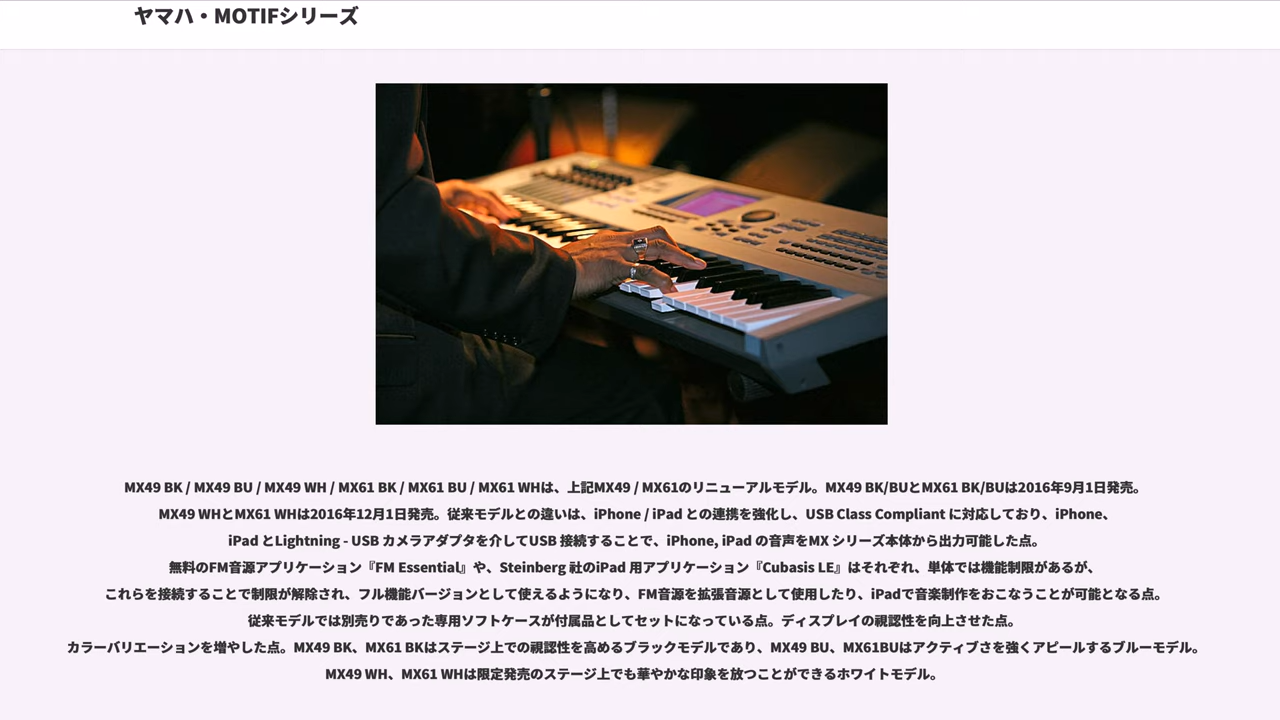 ヤマハ・MOTIFシリーズ
MX49 BK / MX49 BU / MX49 WH / MX61 BK / MX61 BU / MX61 WHは、上記MX49 / MX61のリニューアルモデル。MX49 BK/BUとMX61 BK/BUは2016年9月1日発売。
MX49 WHとMX61 WHは2016年12月1日発売。従来モデルとの違いは、iPhone / iPad との連携を強化し、USB Class Compliant に対応しており、iPhone、
iPad とLightning - USB カメラアダプタを介してUSB 接続することで、iPhone, iPad の音声をMX シリーズ本体から出力可能した点。
無料のFM音源アプリケーション『FM Essential』や、Steinberg 社のiPad 用アプリケーション『Cubasis LE』はそれぞれ、単体では機能制限があるが、
これらを接続することで制限が解除され、フル機能バージョンとして使えるようになり、FM音源を拡張音源として使用したり、iPadで音楽制作をおこなうことが可能となる点。
従来モデルでは別売りであった専用ソフトケースが付属品としてセットになっている点。ディスプレイの視認性を向上させた点。
カラーバリエーションを増やした点。MX49 BK、MX61 BKはステージ上での視認性を高めるブラックモデルであり、MX49 BU、MX61BUはアクティブさを強くアピールするブルーモデル。
MX49 WH、MX61 WHは限定発売のステージ上でも華やかな印象を放つことができるホワイトモデル。